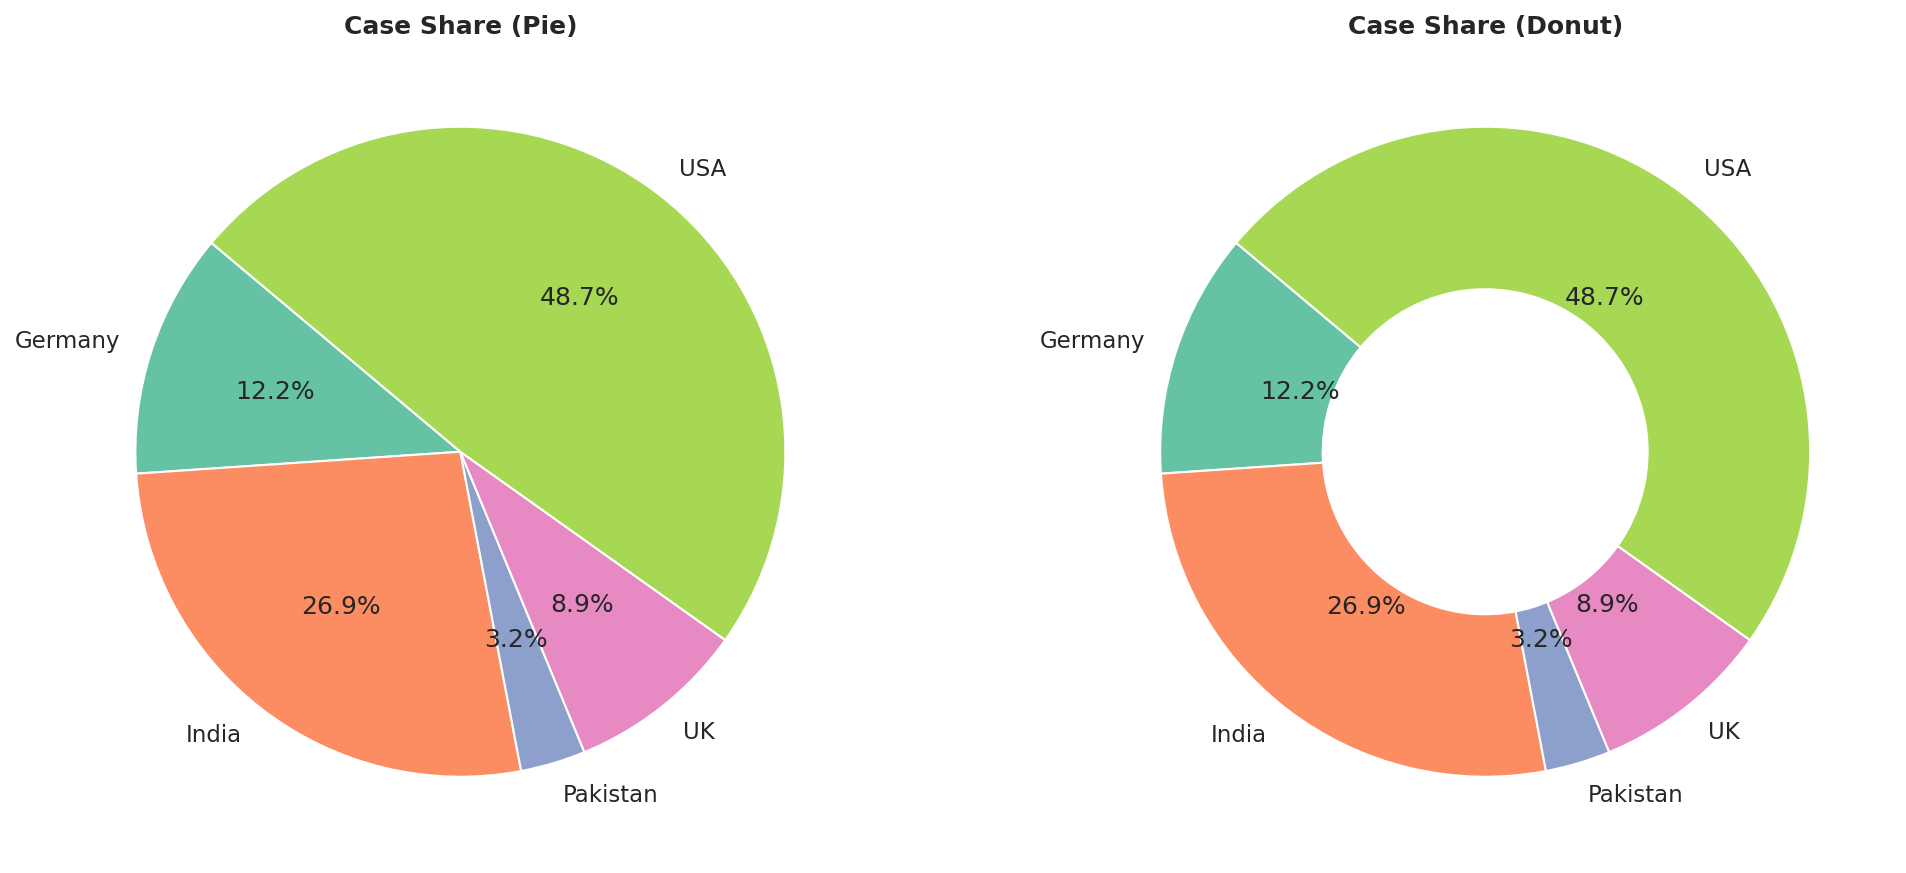 Case Share (Pie)
USA
48.7%
Germany
12.2%
26.9%
8.9%
3.2%
India
UK
Pakistan
Case Share (Donut)
USA
48.7%
Germany
12.2%
26.9%
8.9%
3.2%
India
UK
Pakistan